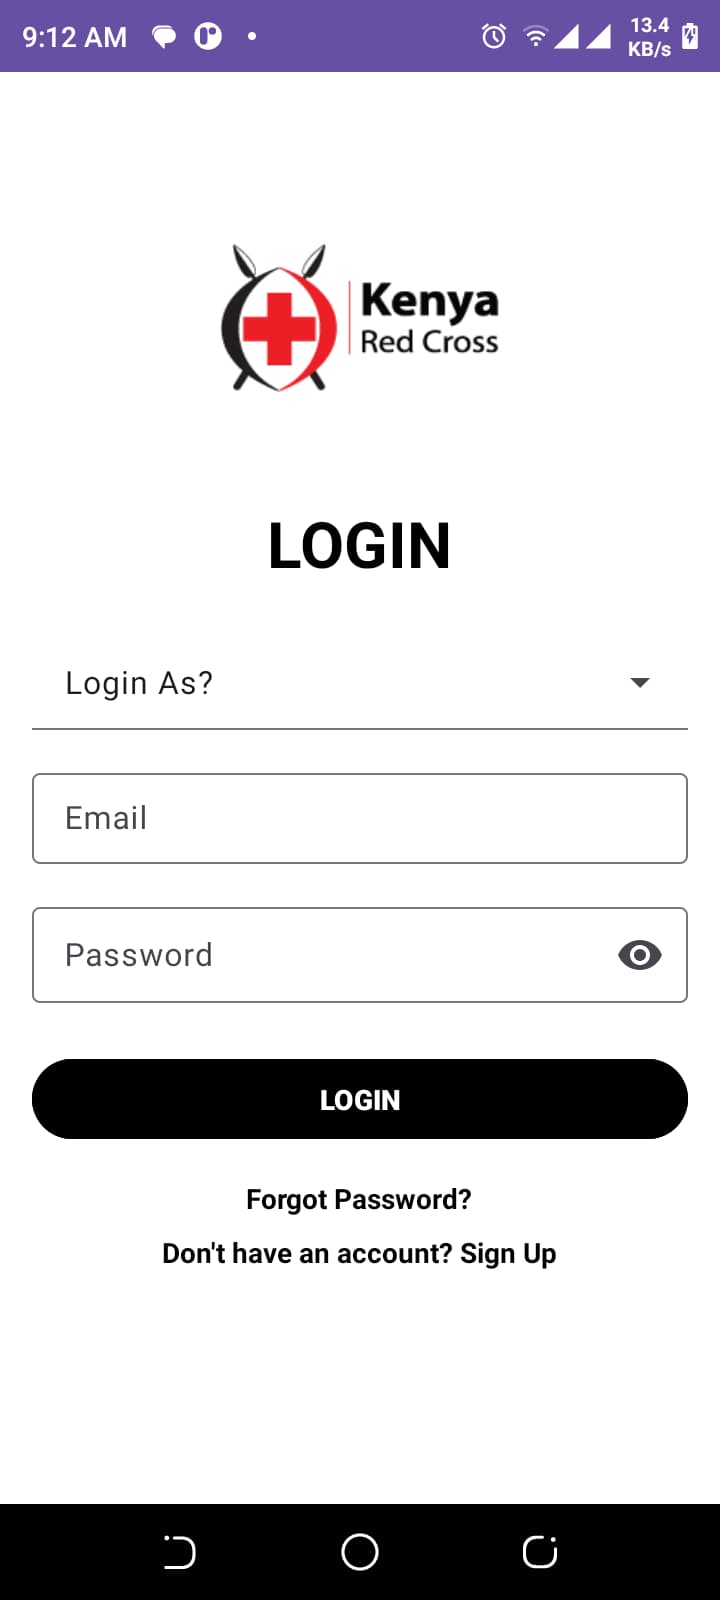 9:12 AM
13.4
KB/s
Kenya
Red Cross
LOGIN
Login As?
Email
Password
LOGIN
Forgot Password?
Don't have an account? Sign Up